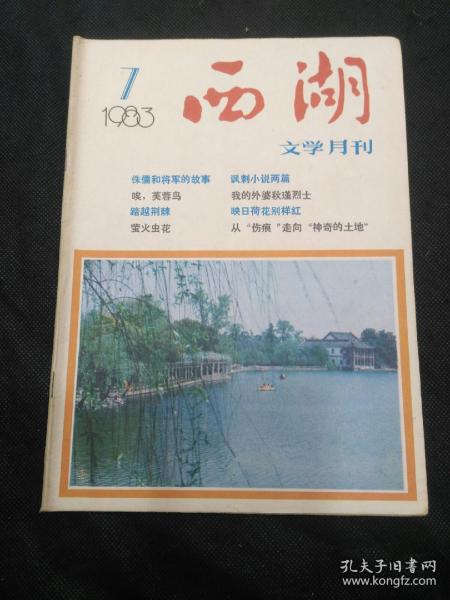 7
1983
西湖
文学月刊
侏儒和将军的故事 讽刺小说两篇
唉，芙蓉鸟 我的外婆秋瑾烈士
踏越荆棘 映日荷花别样红
萤火虫花 从“伤痕”走向“神奇的土地”
孔夫子旧书网
www.kongfz.com